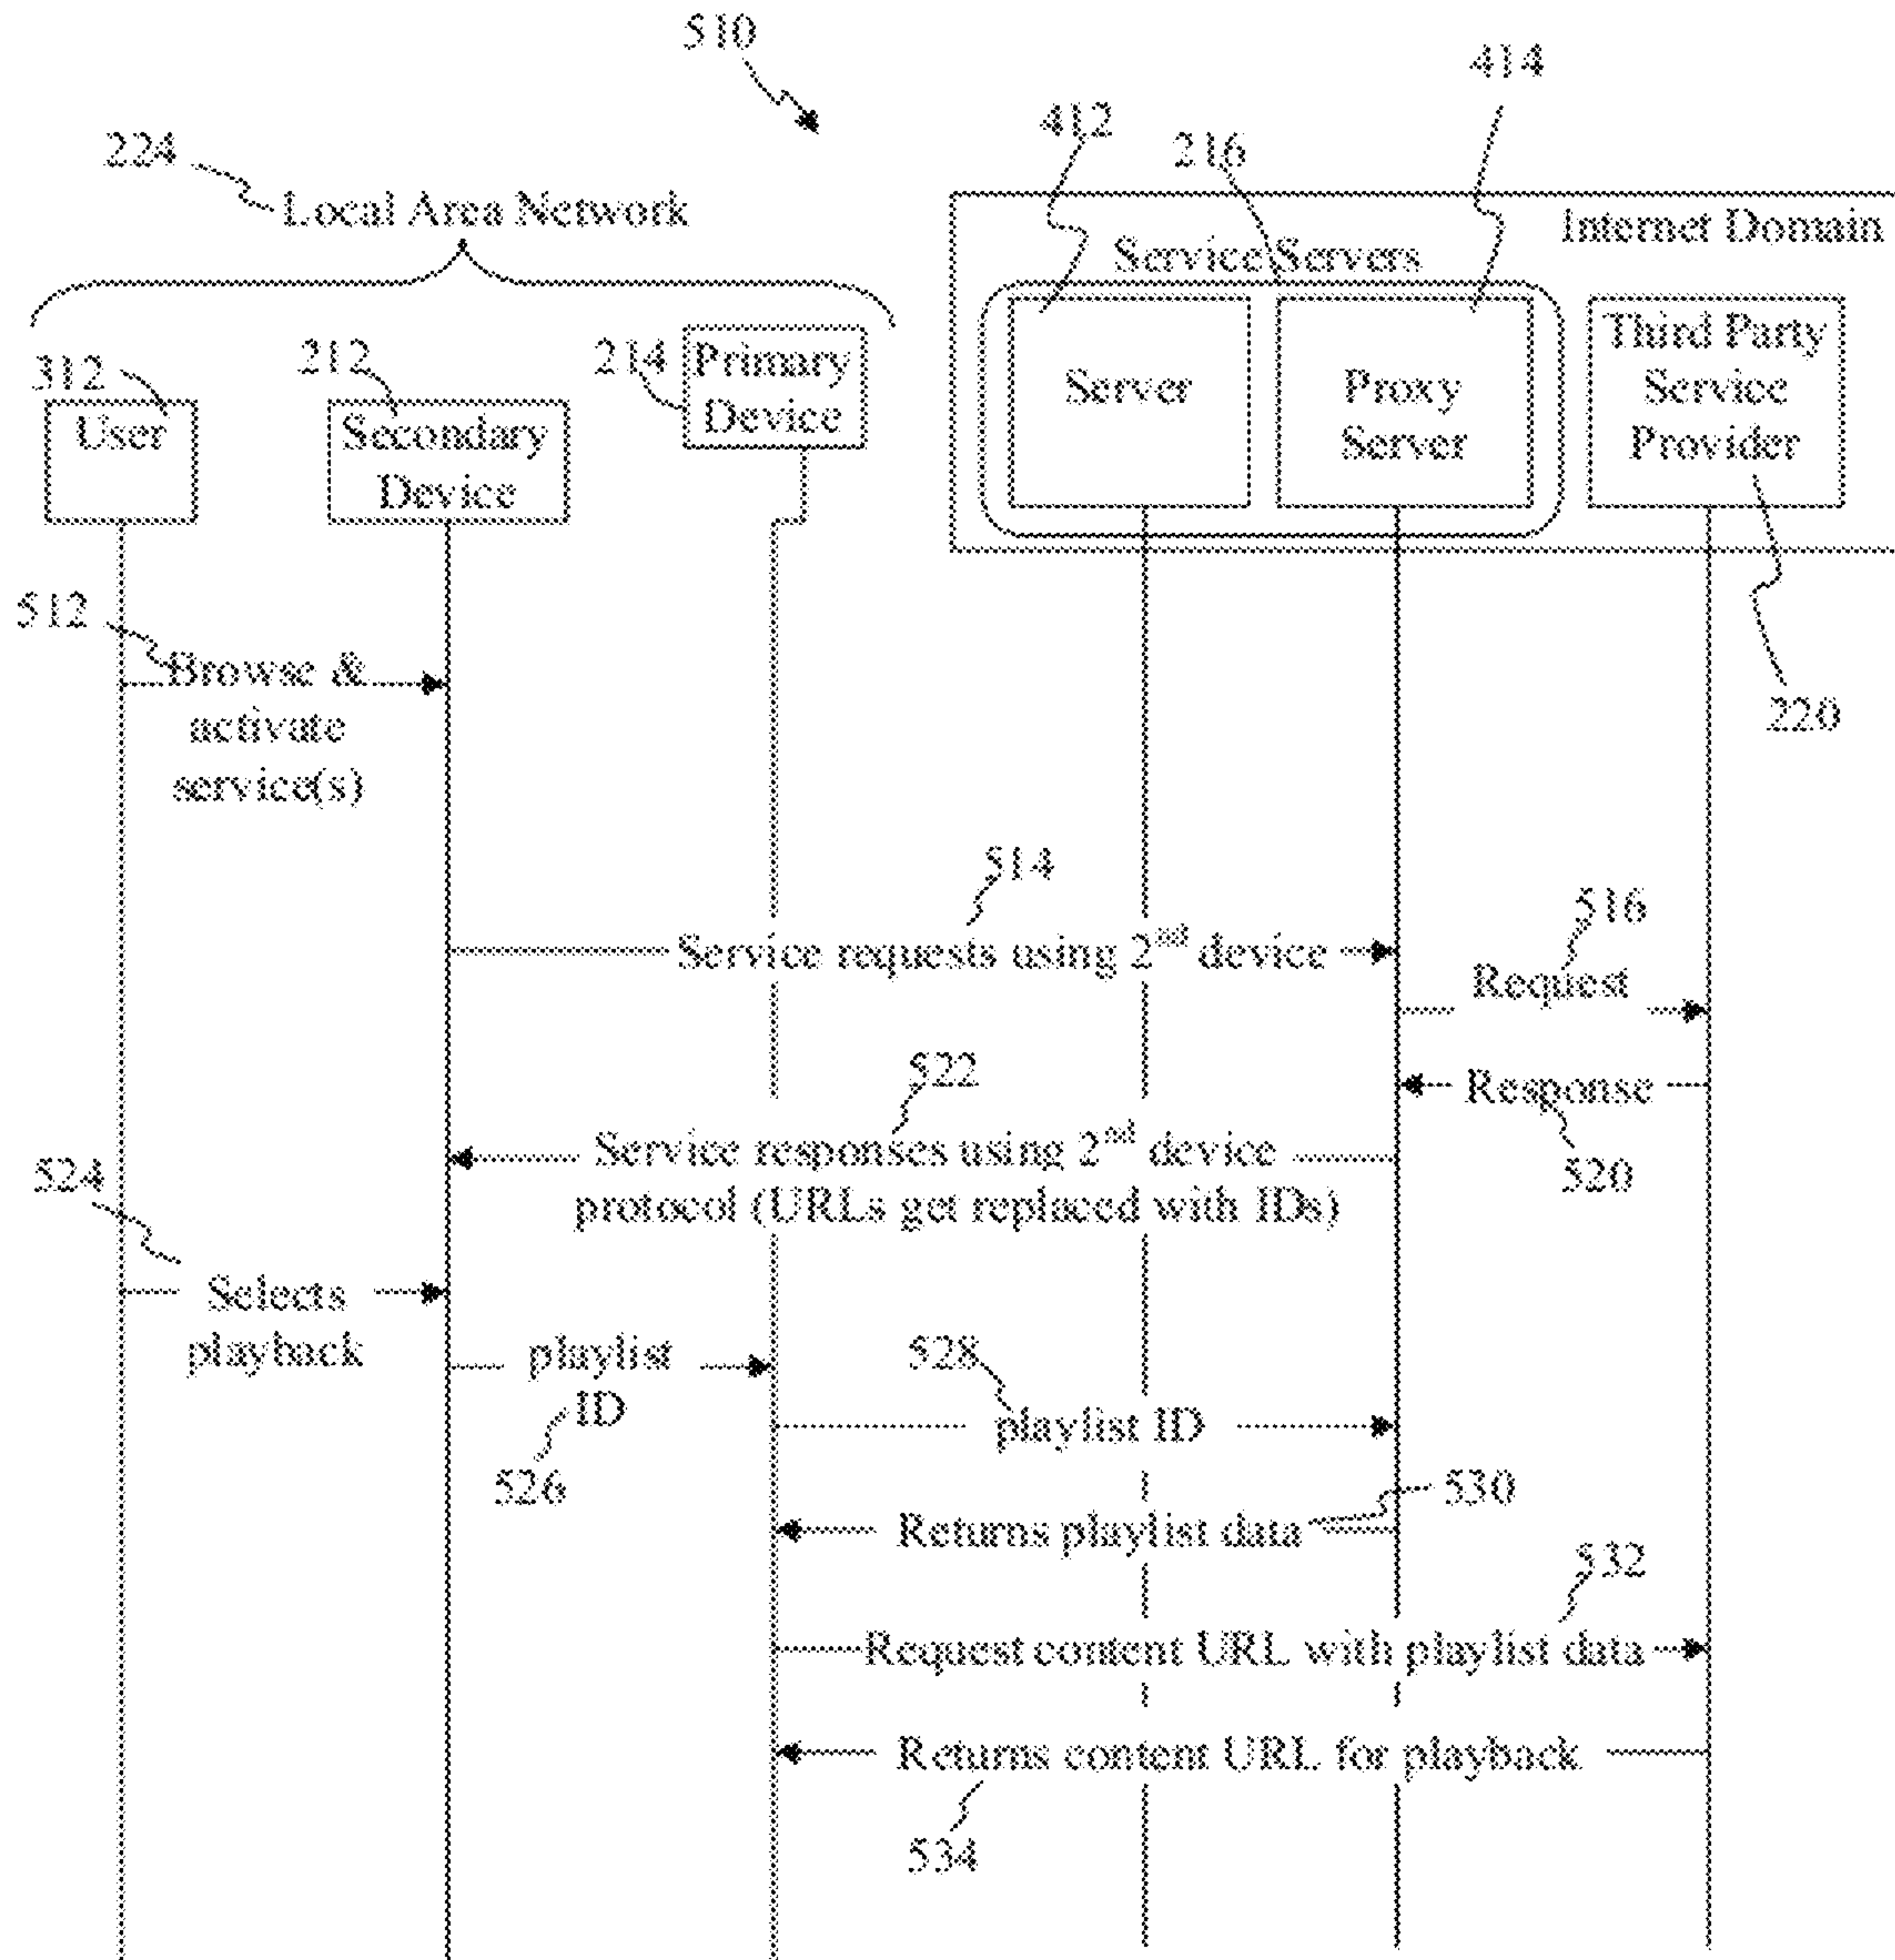 510
414
412
224
216
Local Area Network
Internet Domain
Service Servers
312
212
214
Primary
Device
User
Secondary
Device
Server
Proxy
Server
Third Party
Service
Provider
512
Browse &
activate
service(s)
220
514
Service requests using 2nd device
516
Request
522
Response
520
Service responses using 2nd device
protocol (URLs get replaced with IDs)
524
Selects
playback
playlist
ID
526
528
playlist ID
530
Returns playlist data
532
Request content URL with playlist data
Returns content URL for playback
534